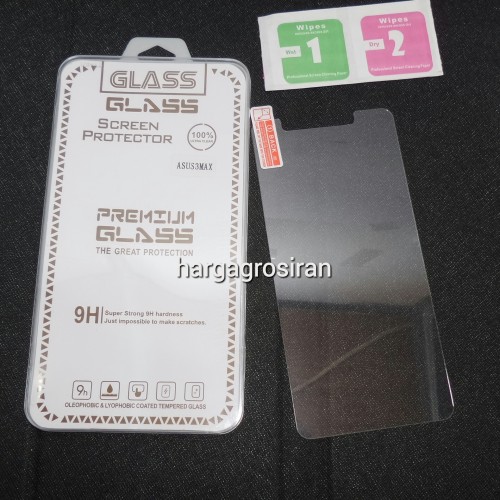 GLASS
GLASS
SCREEN
PROTECTOR
100%
ASUS3MAX
PREMIUM
GLASS
THE GREAT PROTECTION
9H
Super Strong 9H hardness
Just impossible to make scratches.
9h
OLEOPHOBIC & LYOPHOBIC COATED TEMPERED GLASS
hargagrosiran
Wipes
Wet
1
Wipes
Dry
2